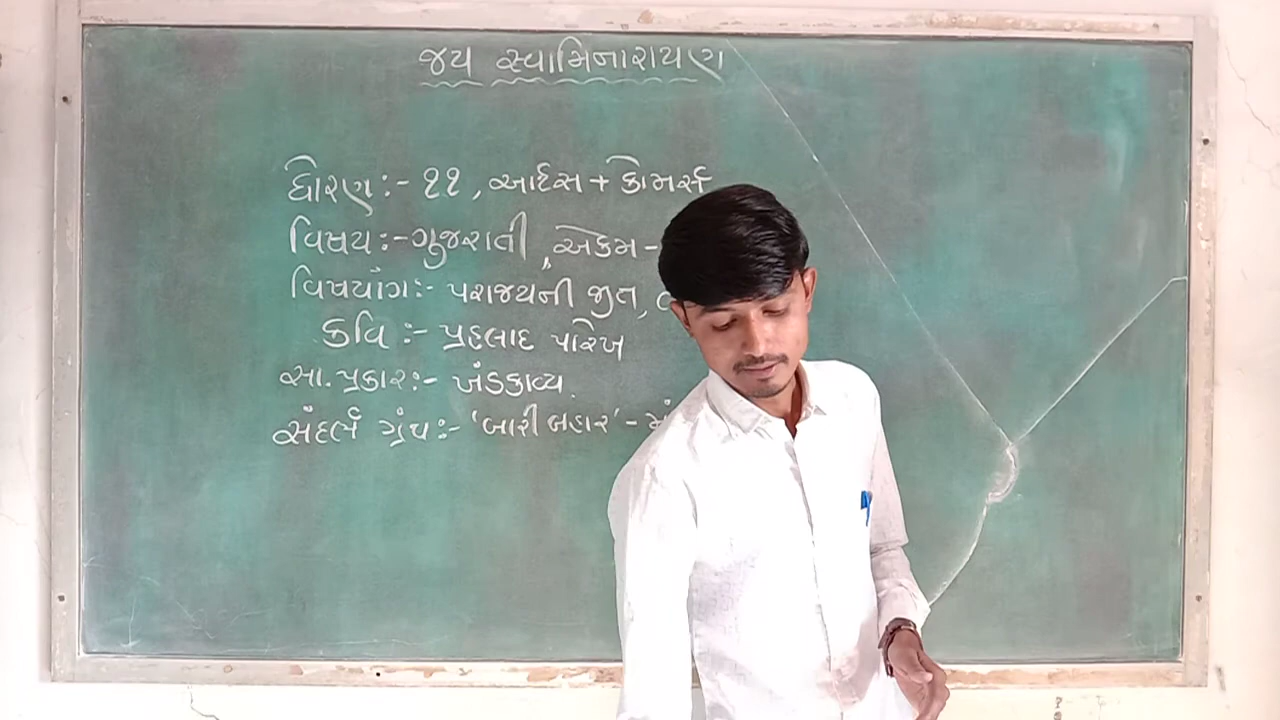 જય સ્વામિનારાયણ
ધોરણ:- ૧૧, આર્ટસ + કોમર્સ
વિષય:- ગુજરાતી, એકમ -
વિષયાંગ:- પરાજયની જીત,
કવિ:- પ્રહલાદ પારેખ
સા. પ્રકાર:- ખંડકાવ્ય.
સંદર્ભ ગ્રંથ:- 'બારી બહાર' -